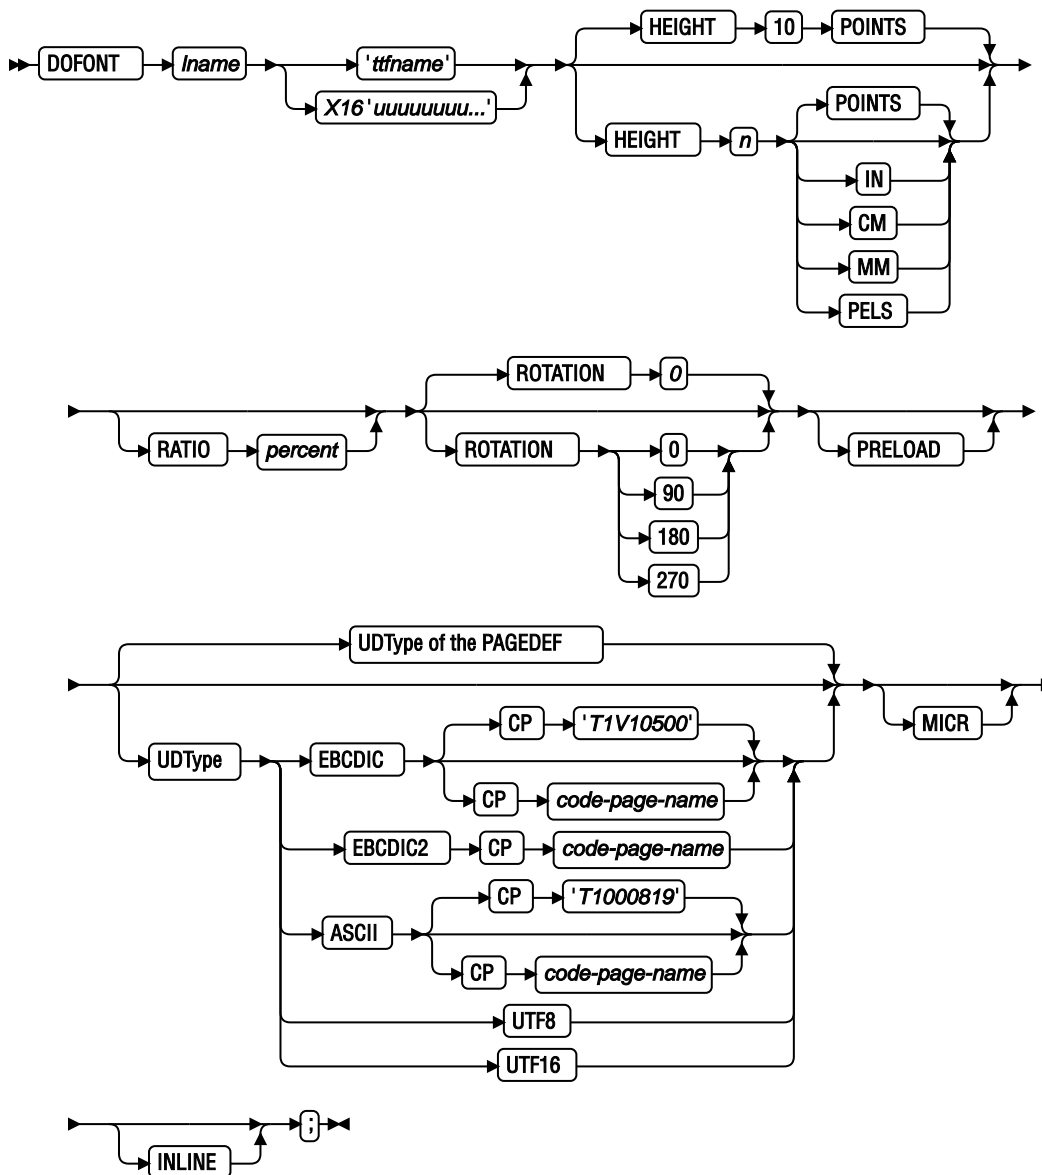 HEIGHT 10 POINTS
DOFONT lname 'ttfname'
X16'uuuuuuuu...'
POINTS
HEIGHT n
IN
CM
MM
PELS
ROTATION 0
RATIO percent
ROTATION 0
PRELOAD
90
180
270
UDType of the PAGEDEF
CP 'T1V10500'
MICR
UDType EBCDIC
CP code-page-name
EBCDIC2 CP code-page-name
CP 'T1000819'
ASCII
CP code-page-name
UTF8
UTF16
;
INLINE